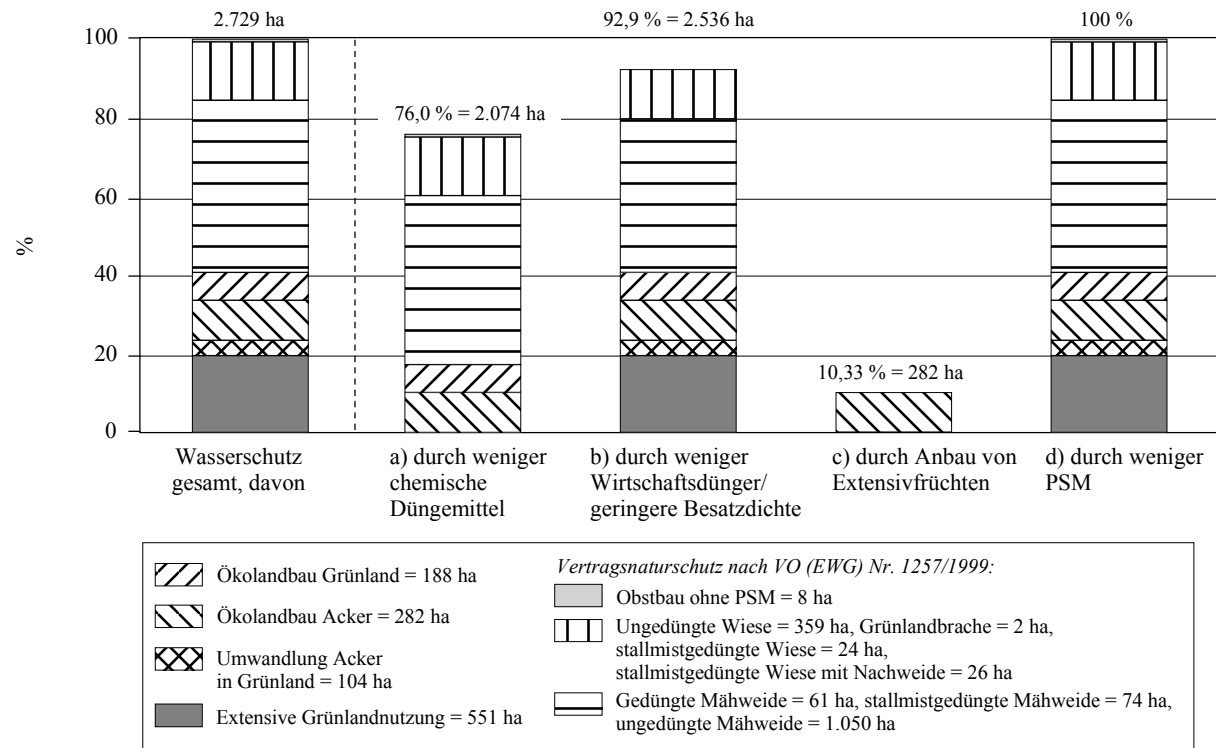 2.729 ha
92,9 % = 2.536 ha
100 %
100
80
60
40
20
0
%
76,0 % = 2.074 ha
10,33 % = 282 ha
Wasserschutz
gesamt, davon
a) durch weniger
chemische
Düngemittel
b) durch weniger
Wirtschaftsdünger/
geringere Besatzdichte
c) durch Anbau von
Extensivfrüchten
d) durch weniger
PSM
Ökolandbau Grünland = 188 ha
Ökolandbau Acker = 282 ha
Umwandlung Acker
in Grünland = 104 ha
Extensive Grünlandnutzung = 551 ha
Vertragsnaturschutz nach VO (EWG) Nr. 1257/1999:
Obstbau ohne PSM = 8 ha
Ungedüngte Wiese = 359 ha, Grünlandbrache = 2 ha,
stallmistgedüngte Wiese = 24 ha,
stallmistgedüngte Wiese mit Nachweide = 26 ha
Gedüngte Mähweide = 61 ha, stallmistgedüngte Mähweide = 74 ha,
ungedüngte Mähweide = 1.050 ha